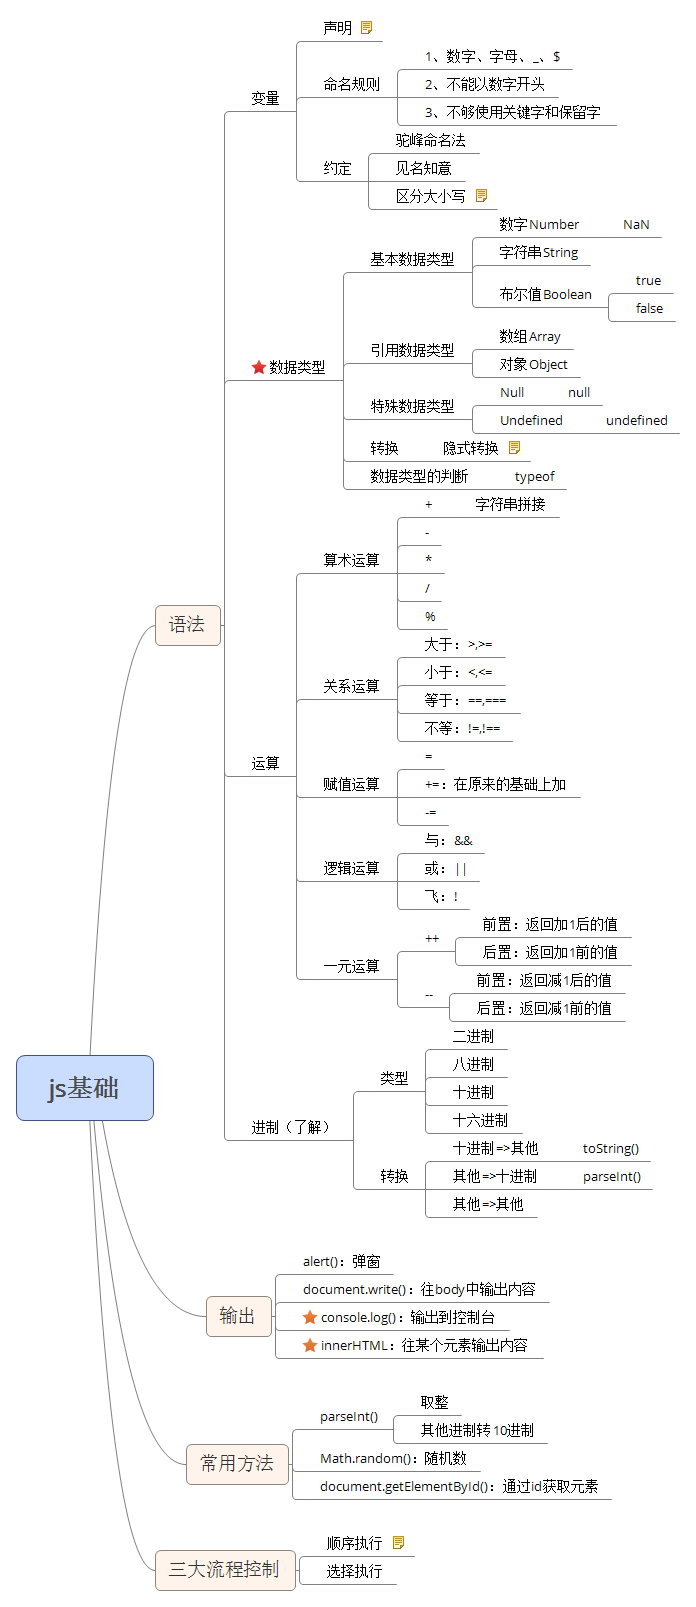 声明
变量
命名规则
1、数字、字母、_、$
2、不能以数字开头
3、不够使用关键字和保留字
约定
驼峰命名法
见名知意
区分大小写
数据类型
基本数据类型
数字Number NaN
字符串String
布尔值Boolean
true
false
引用数据类型
数组Array
对象Object
特殊数据类型
Null null
Undefined undefined
转换 隐式转换
数据类型的判断 typeof
语法
运算
算术运算
+ 字符串拼接
-
*
/
%
关系运算
大于：>,>=
小于：<,<=
等于：==,===
不等：!=,!==
赋值运算
=
+=：在原来的基础上加
-=
逻辑运算
与：&&
或：||
飞：!
一元运算
++
前置：返回加1后的值
后置：返回加1前的值
--
前置：返回减1后的值
后置：返回减1前的值
进制（了解）
类型
二进制
八进制
十进制
十六进制
转换
十进制=>其他 toString()
其他=>十进制 parseInt()
其他=>其他
js基础
输出
alert()：弹窗
document.write()：往body中输出内容
console.log()：输出到控制台
innerHTML：往某个元素输出内容
常用方法
parseInt()
取整
其他进制转10进制
Math.random()：随机数
document.getElementById()：通过id获取元素
三大流程控制
顺序执行
选择执行